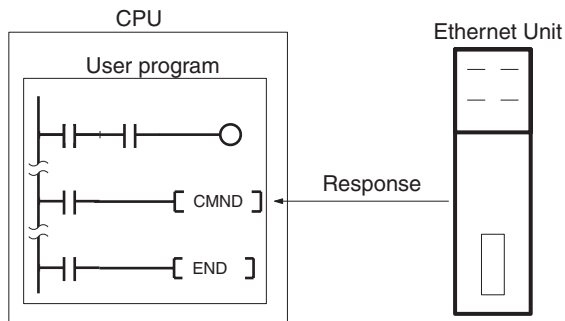 CPU
Ethernet Unit
User program
CMND
Response
END